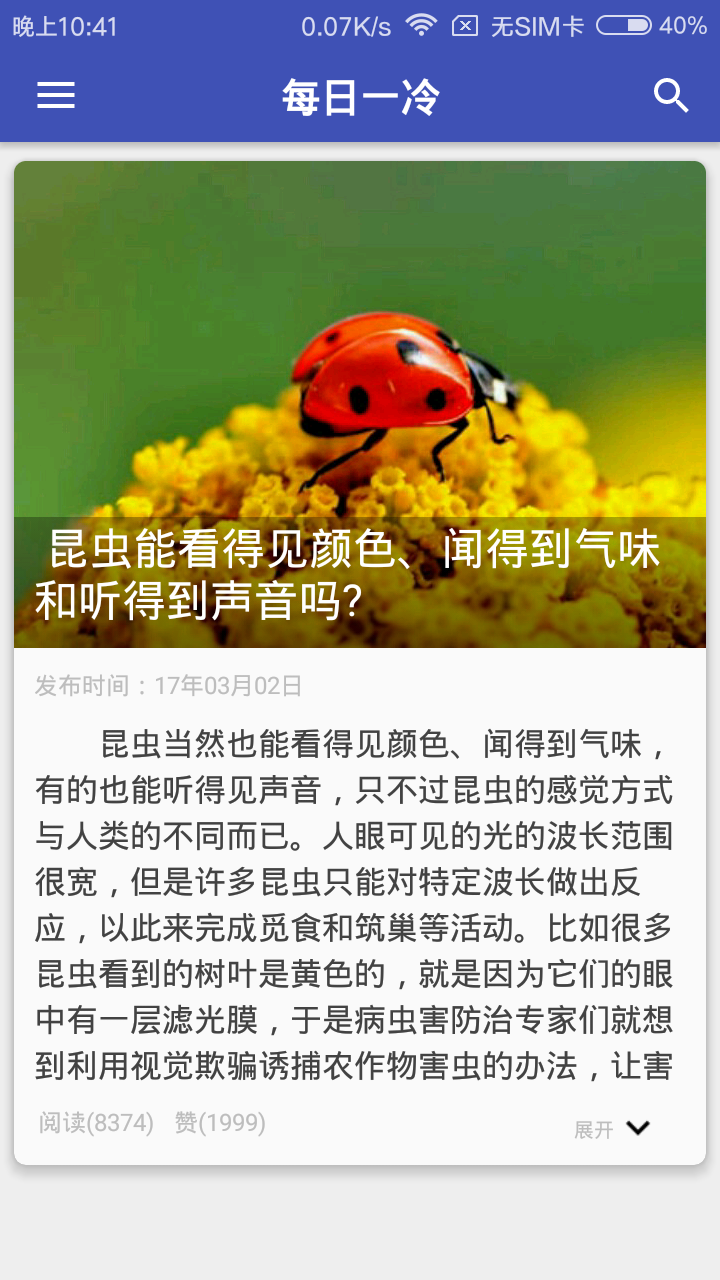 晚上10:41 0.07K/s 无SIM卡 40%
每日一冷
昆虫能看得见颜色、闻得到气味
和听得到声音吗?
发布时间：17年03月02日
昆虫当然也能看得见颜色、闻得到气味，
有的也能听得见声音，只不过昆虫的感觉方式
与人类的不同而已。人眼可见的光的波长范围
很宽，但是许多昆虫只能对特定波长做出反
应，以此来完成觅食和筑巢等活动。比如很多
昆虫看到的树叶是黄色的，就是因为它们的眼
中有一层滤光膜，于是病虫害防治专家们就想
到利用视觉欺骗诱捕农作物害虫的办法，让害
阅读(8374) 赞(1999) 展开